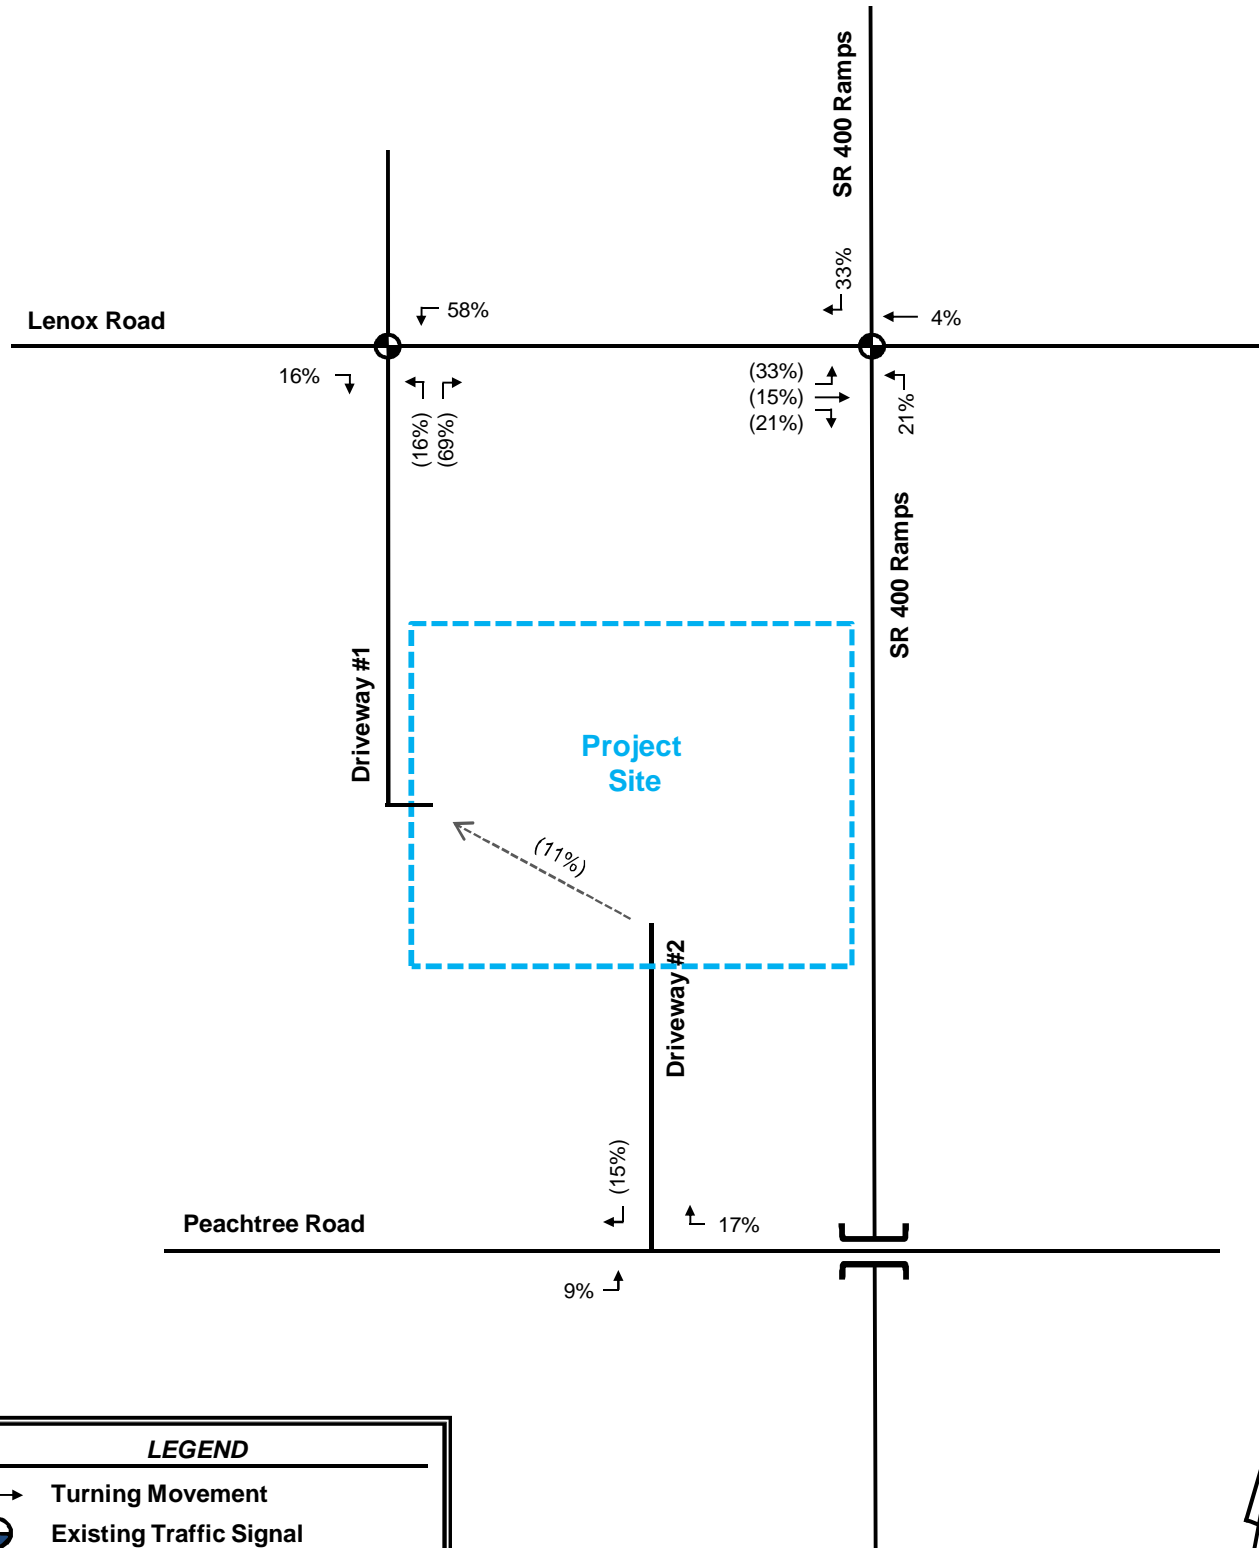 SR 400 Ramps
33%
Lenox Road
58%
4%
16%
(16%)
(69%)
(33%)
(15%)
(21%)
21%
SR 400 Ramps
Driveway #1
Project
Site
(11%)
Driveway #2
(15%)
Peachtree Road
17%
9%
LEGEND
Turning Movement
Existing Traffic Signal